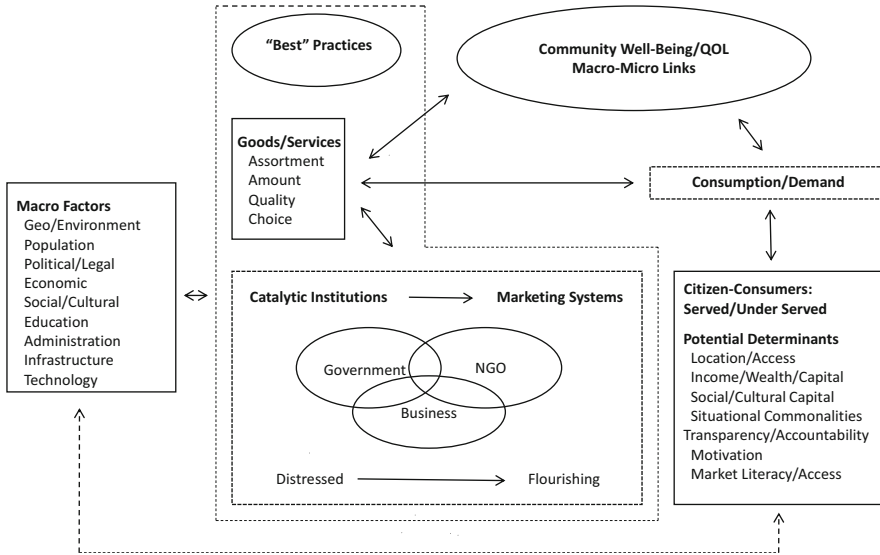 “Best” Practices
Community Well-Being/QOL
Macro-Micro Links
Goods/Services
Assortment
Amount
Quality
Choice
Consumption/Demand
Macro Factors
Geo/Environment
Population
Political/Legal
Economic
Social/Cultural
Education
Administration
Infrastructure
Technology
Catalytic Institutions
Marketing Systems
Government
NGO
Business
Distressed
Flourishing
Citizen-Consumers:
Served/Under Served
Potential Determinants
Location/Access
Income/Wealth/Capital
Social/Cultural Capital
Situational Commonalities
Transparency/Accountability
Motivation
Market Literacy/Access